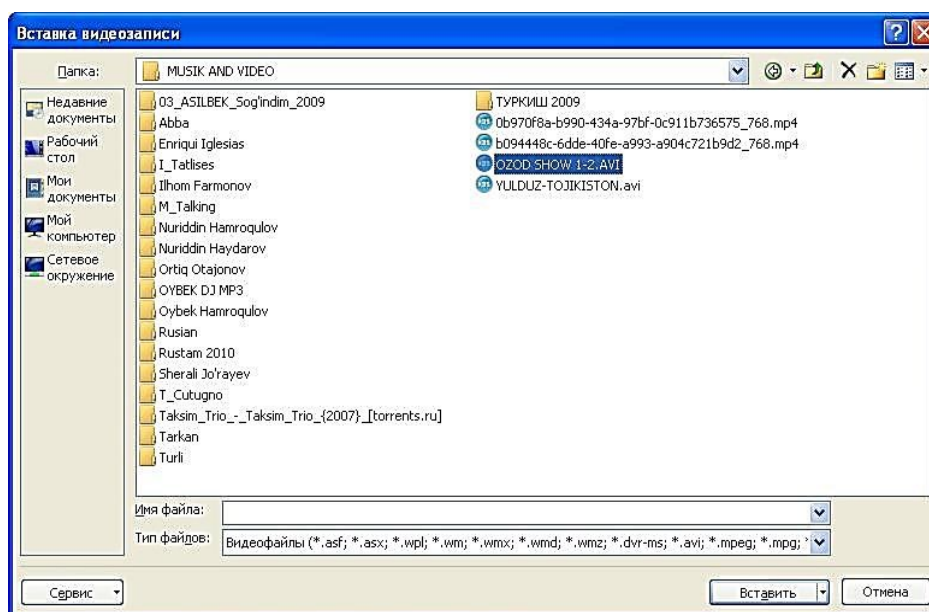 Вставка видеозаписи
Папка:
MUSIK AND VIDEO
Недавние
документы
Рабочий
стол
Мои
документы
Мой
компьютер
Сетевое
окружение
03_ASILBEK_Sog'indim_2009
Abba
Enriqui Iglesias
I_Tatlises
Ilhom Farmonov
M_Talking
Nuriddin Hamroqulov
Nuriddin Haydarov
Ortiq Otajonov
OYBEK DJ MP3
Oybek Hamroqulov
Rusian
Rustam 2010
Sherali Jo'rayev
T_Cutugno
Taksim_Trio_-_Taksim_Trio_{2007}_[torrents.ru]
Tarkan
Turli
ТУРКИШ 2009
0b970f8a-b990-434a-97bf-0c911b736575_768.mp4
b094448c-6dde-40fe-a993-a904c721b9d2_768.mp4
OZOD SHOW 1-2.AVI
YULDUZ-TOJIKISTON.avi
Имя файла:
Тип файлов:
Видеофайлы (*.asf; *.asx; *.wpl; *.wm; *.wmx; *.wmd; *.wmz; *.dvr-ms; *.avi; *.mpeg; *.mpg; *
Сервис
Вставить
Отмена